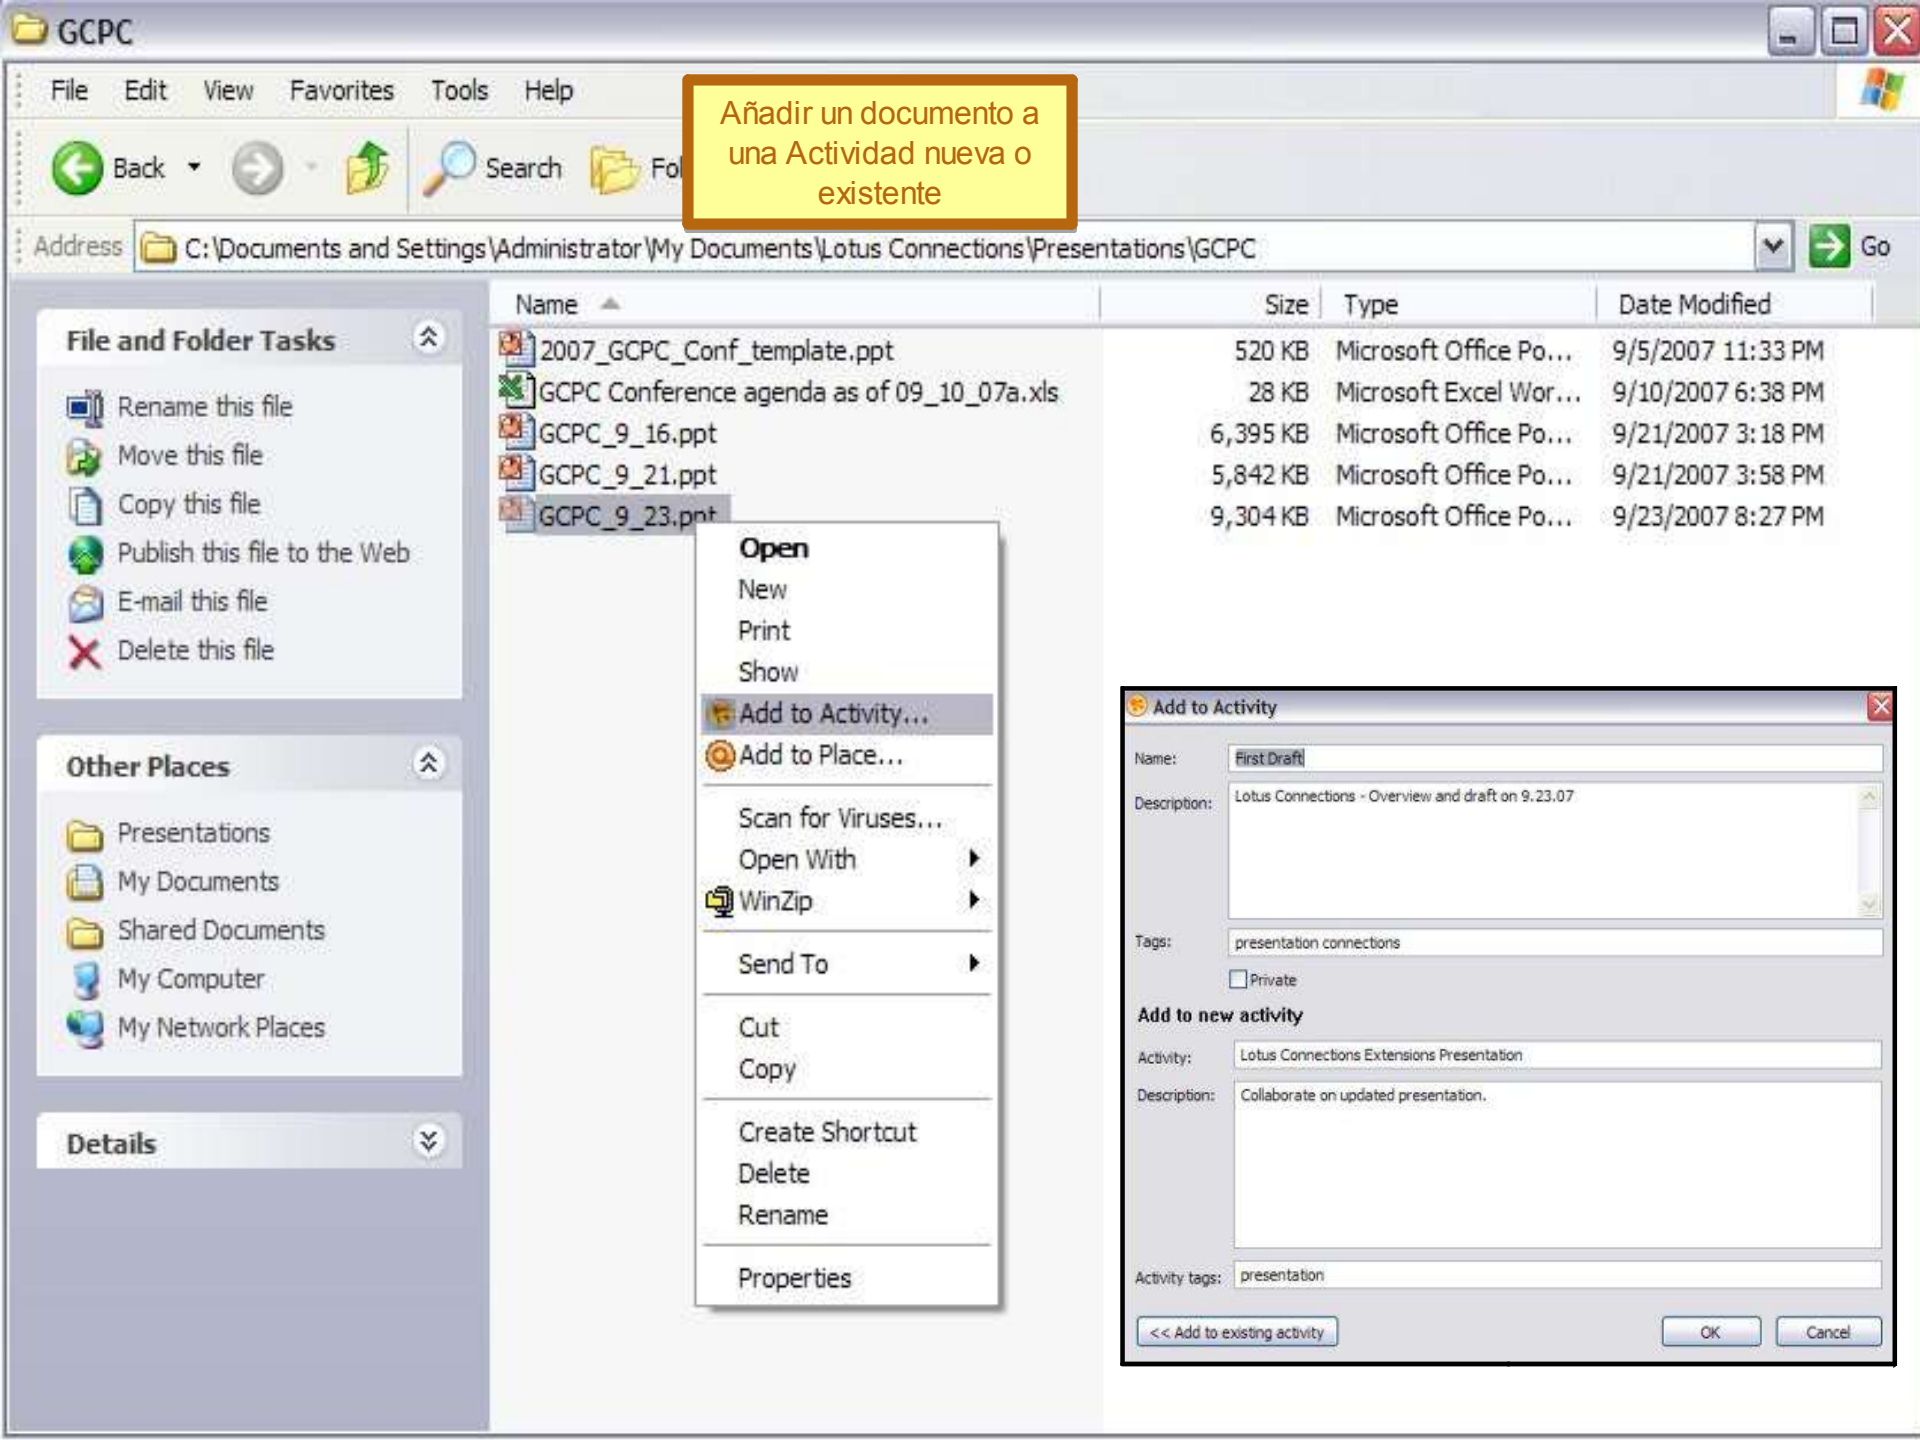 GCPC
File Edit View Favorites Tools Help
Añadir un documento a
una Actividad nueva o
existente
Back Search
Address C:\Documents and Settings\Administrator\My Documents\Lotus Connections\Presentations\GCPC Go
Name Size Type Date Modified
2007_GCPC_Conf_template.ppt 520 KB Microsoft Office Po... 9/5/2007 11:33 PM
GCPC Conference agenda as of 09_10_07a.xls 28 KB Microsoft Excel Wor... 9/10/2007 6:38 PM
GCPC_9_16.ppt 6,395 KB Microsoft Office Po... 9/21/2007 3:18 PM
GCPC_9_21.ppt 5,842 KB Microsoft Office Po... 9/21/2007 3:58 PM
GCPC_9_23.ppt 9,304 KB Microsoft Office Po... 9/23/2007 8:27 PM
File and Folder Tasks
Rename this file
Move this file
Copy this file
Publish this file to the Web
E-mail this file
Delete this file
Other Places
Presentations
My Documents
Shared Documents
My Computer
My Network Places
Details
Open
New
Print
Show
Add to Activity...
Add to Place...
Scan for Viruses...
Open With
WinZip
Send To
Cut
Copy
Create Shortcut
Delete
Rename
Properties
Add to Activity
Name: First Draft
Description: Lotus Connections - Overview and draft on 9.23.07
Tags: presentation connections
Private
Add to new activity
Activity: Lotus Connections Extensions Presentation
Description: Collaborate on updated presentation.
Activity tags: presentation
<< Add to existing activity OK Cancel